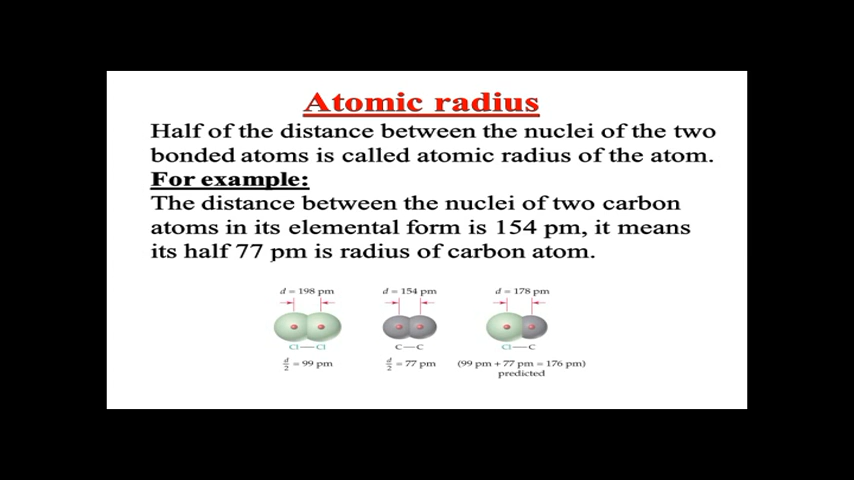 Atomic radius
Half of the distance between the nuclei of the two
bonded atoms is called atomic radius of the atom.
For example:
The distance between the nuclei of two carbon
atoms in its elemental form is 154 pm, it means
its half 77 pm is radius of carbon atom.
d = 198 pm
d = 154 pm
d = 178 pm
Cl—Cl
C—C
Cl—C
d/2 = 99 pm
d/2 = 77 pm
(99 pm + 77 pm = 176 pm)
predicted